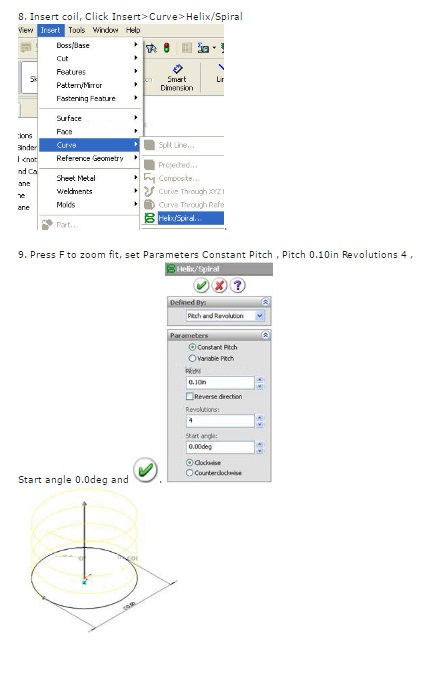 8. Insert coil, Click Insert>Curve>Helix/Spiral
View Insert Tools Window Help
Boss/Base
Cut
Features
Pattern/Mirror
Fastening Feature
Surface
Face
Curve
Reference Geometry
Sheet Metal
Weldments
Molds
Part...
Smart
Dimension
Split Line...
Projected...
Composite...
Curve Through XYZ
Curve Through Refe
Helix/Spiral...
9. Press F to zoom fit, set Parameters Constant Pitch , Pitch 0.10in Revolutions 4 ,
Helix/Spiral
Defined By:
Pitch and Revolution
Parameters
Constant Pitch
Variable Pitch
Pitch:
0.10in
Reverse direction
Revolutions:
4
Start angle:
0.00deg
Clockwise
Counterclockwise
Start angle 0.0deg and .